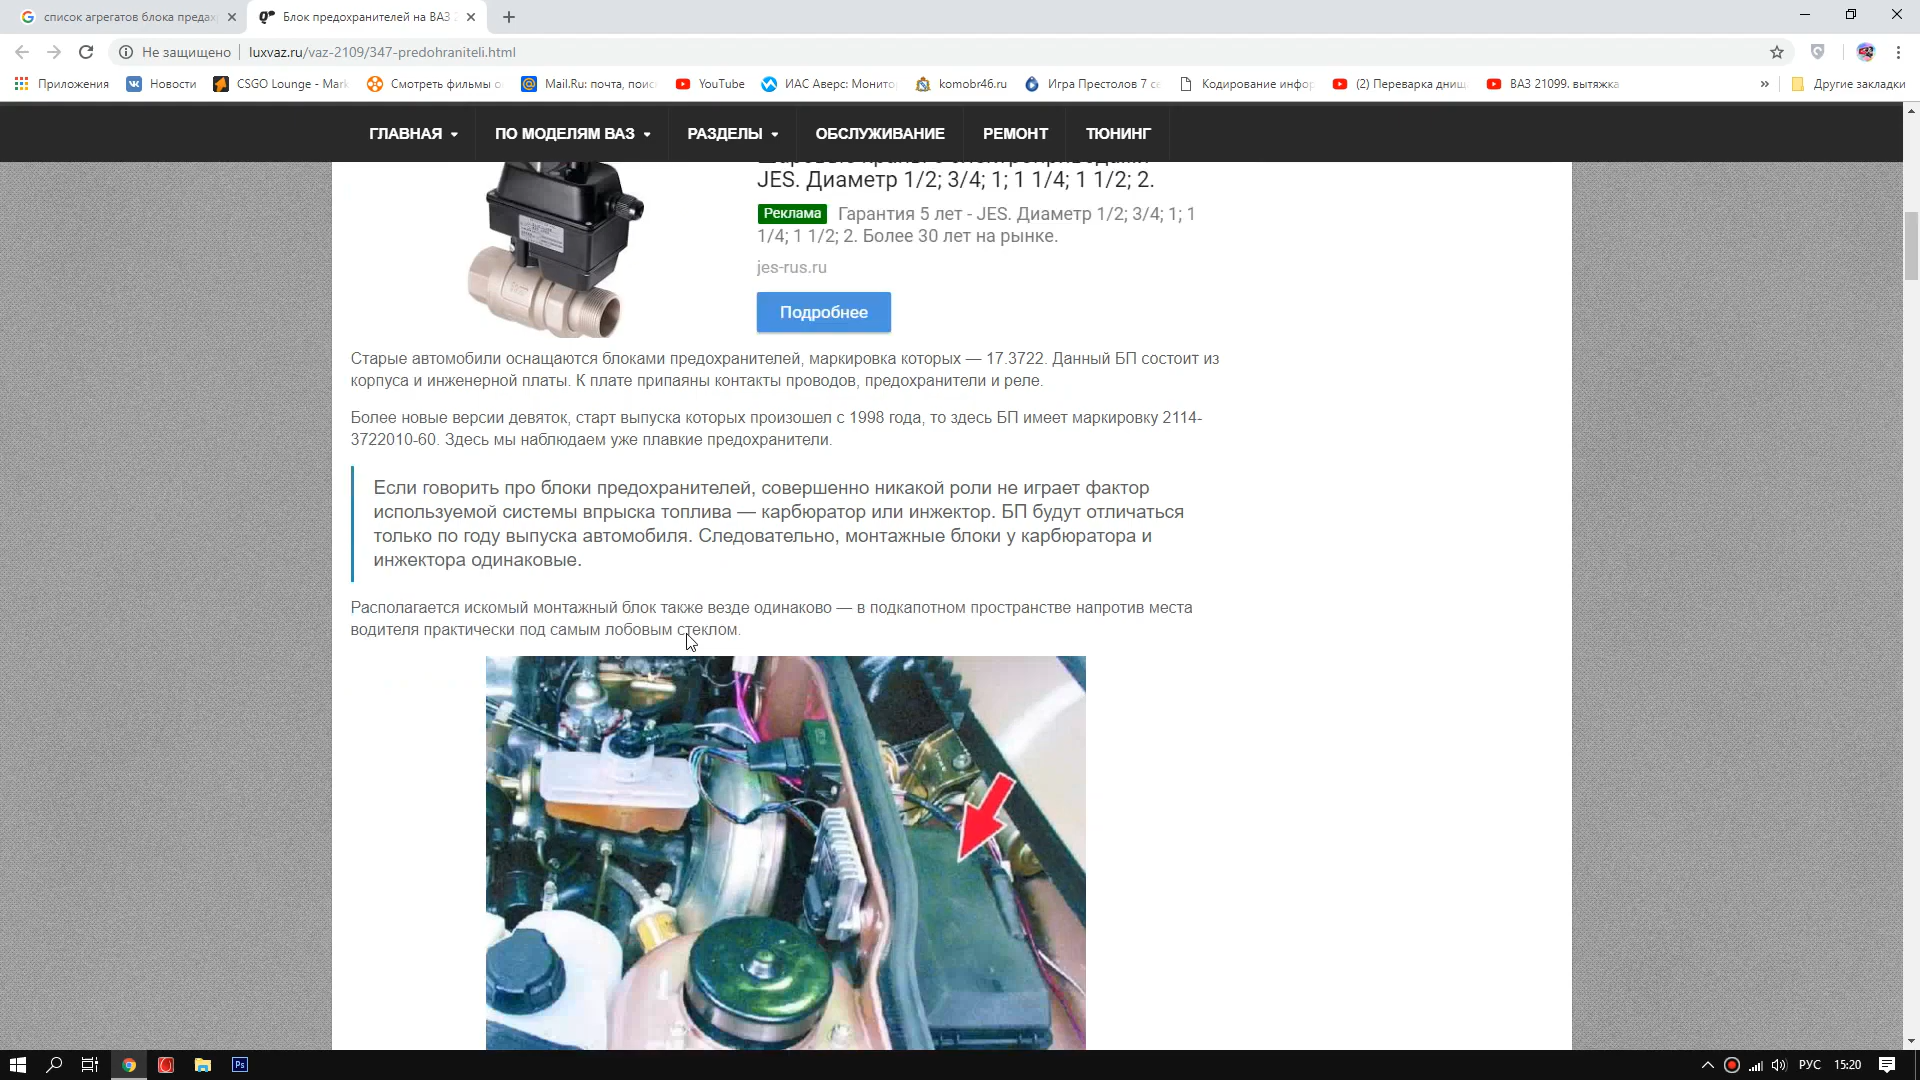 список агрегатов блока предах
Блок предохранителей на ВАЗ 2
Не защищено
luxvaz.ru/vaz-2109/347-predohraniteli.html
Приложения
Новости
CSGO Lounge - Mark
Смотреть фильмы о
Mail.Ru: почта, поис
YouTube
ИАС Аверс: Монито
komobr46.ru
Игра Престолов 7 се
Кодирование инфор
(2) Переварка днищ
ВАЗ 21099. вытяжка
»
Другие закладки
ГЛАВНАЯ
ПО МОДЕЛЯМ ВАЗ
РАЗДЕЛЫ
ОБСЛУЖИВАНИЕ
РЕМОНТ
ТЮНИНГ
Шаровые краны с электроприводами
JES. Диаметр 1/2; 3/4; 1; 1 1/4; 1 1/2; 2.
Реклама Гарантия 5 лет - JES. Диаметр 1/2; 3/4; 1; 1
1/4; 1 1/2; 2. Более 30 лет на рынке.
jes-rus.ru
Подробнее
Старые автомобили оснащаются блоками предохранителей, маркировка которых — 17.3722. Данный БП состоит из
корпуса и инженерной платы. К плате припаяны контакты проводов, предохранители и реле.
Более новые версии девяток, старт выпуска которых произошел с 1998 года, то здесь БП имеет маркировку 2114-
3722010-60. Здесь мы наблюдаем уже плавкие предохранители.
Если говорить про блоки предохранителей, совершенно никакой роли не играет фактор
используемой системы впрыска топлива — карбюратор или инжектор. БП будут отличаться
только по году выпуска автомобиля. Следовательно, монтажные блоки у карбюратора и
инжектора одинаковые.
Располагается искомый монтажный блок также везде одинаково — в подкапотном пространстве напротив места
водителя практически под самым лобовым стеклом.
Ps
РУС
15:20